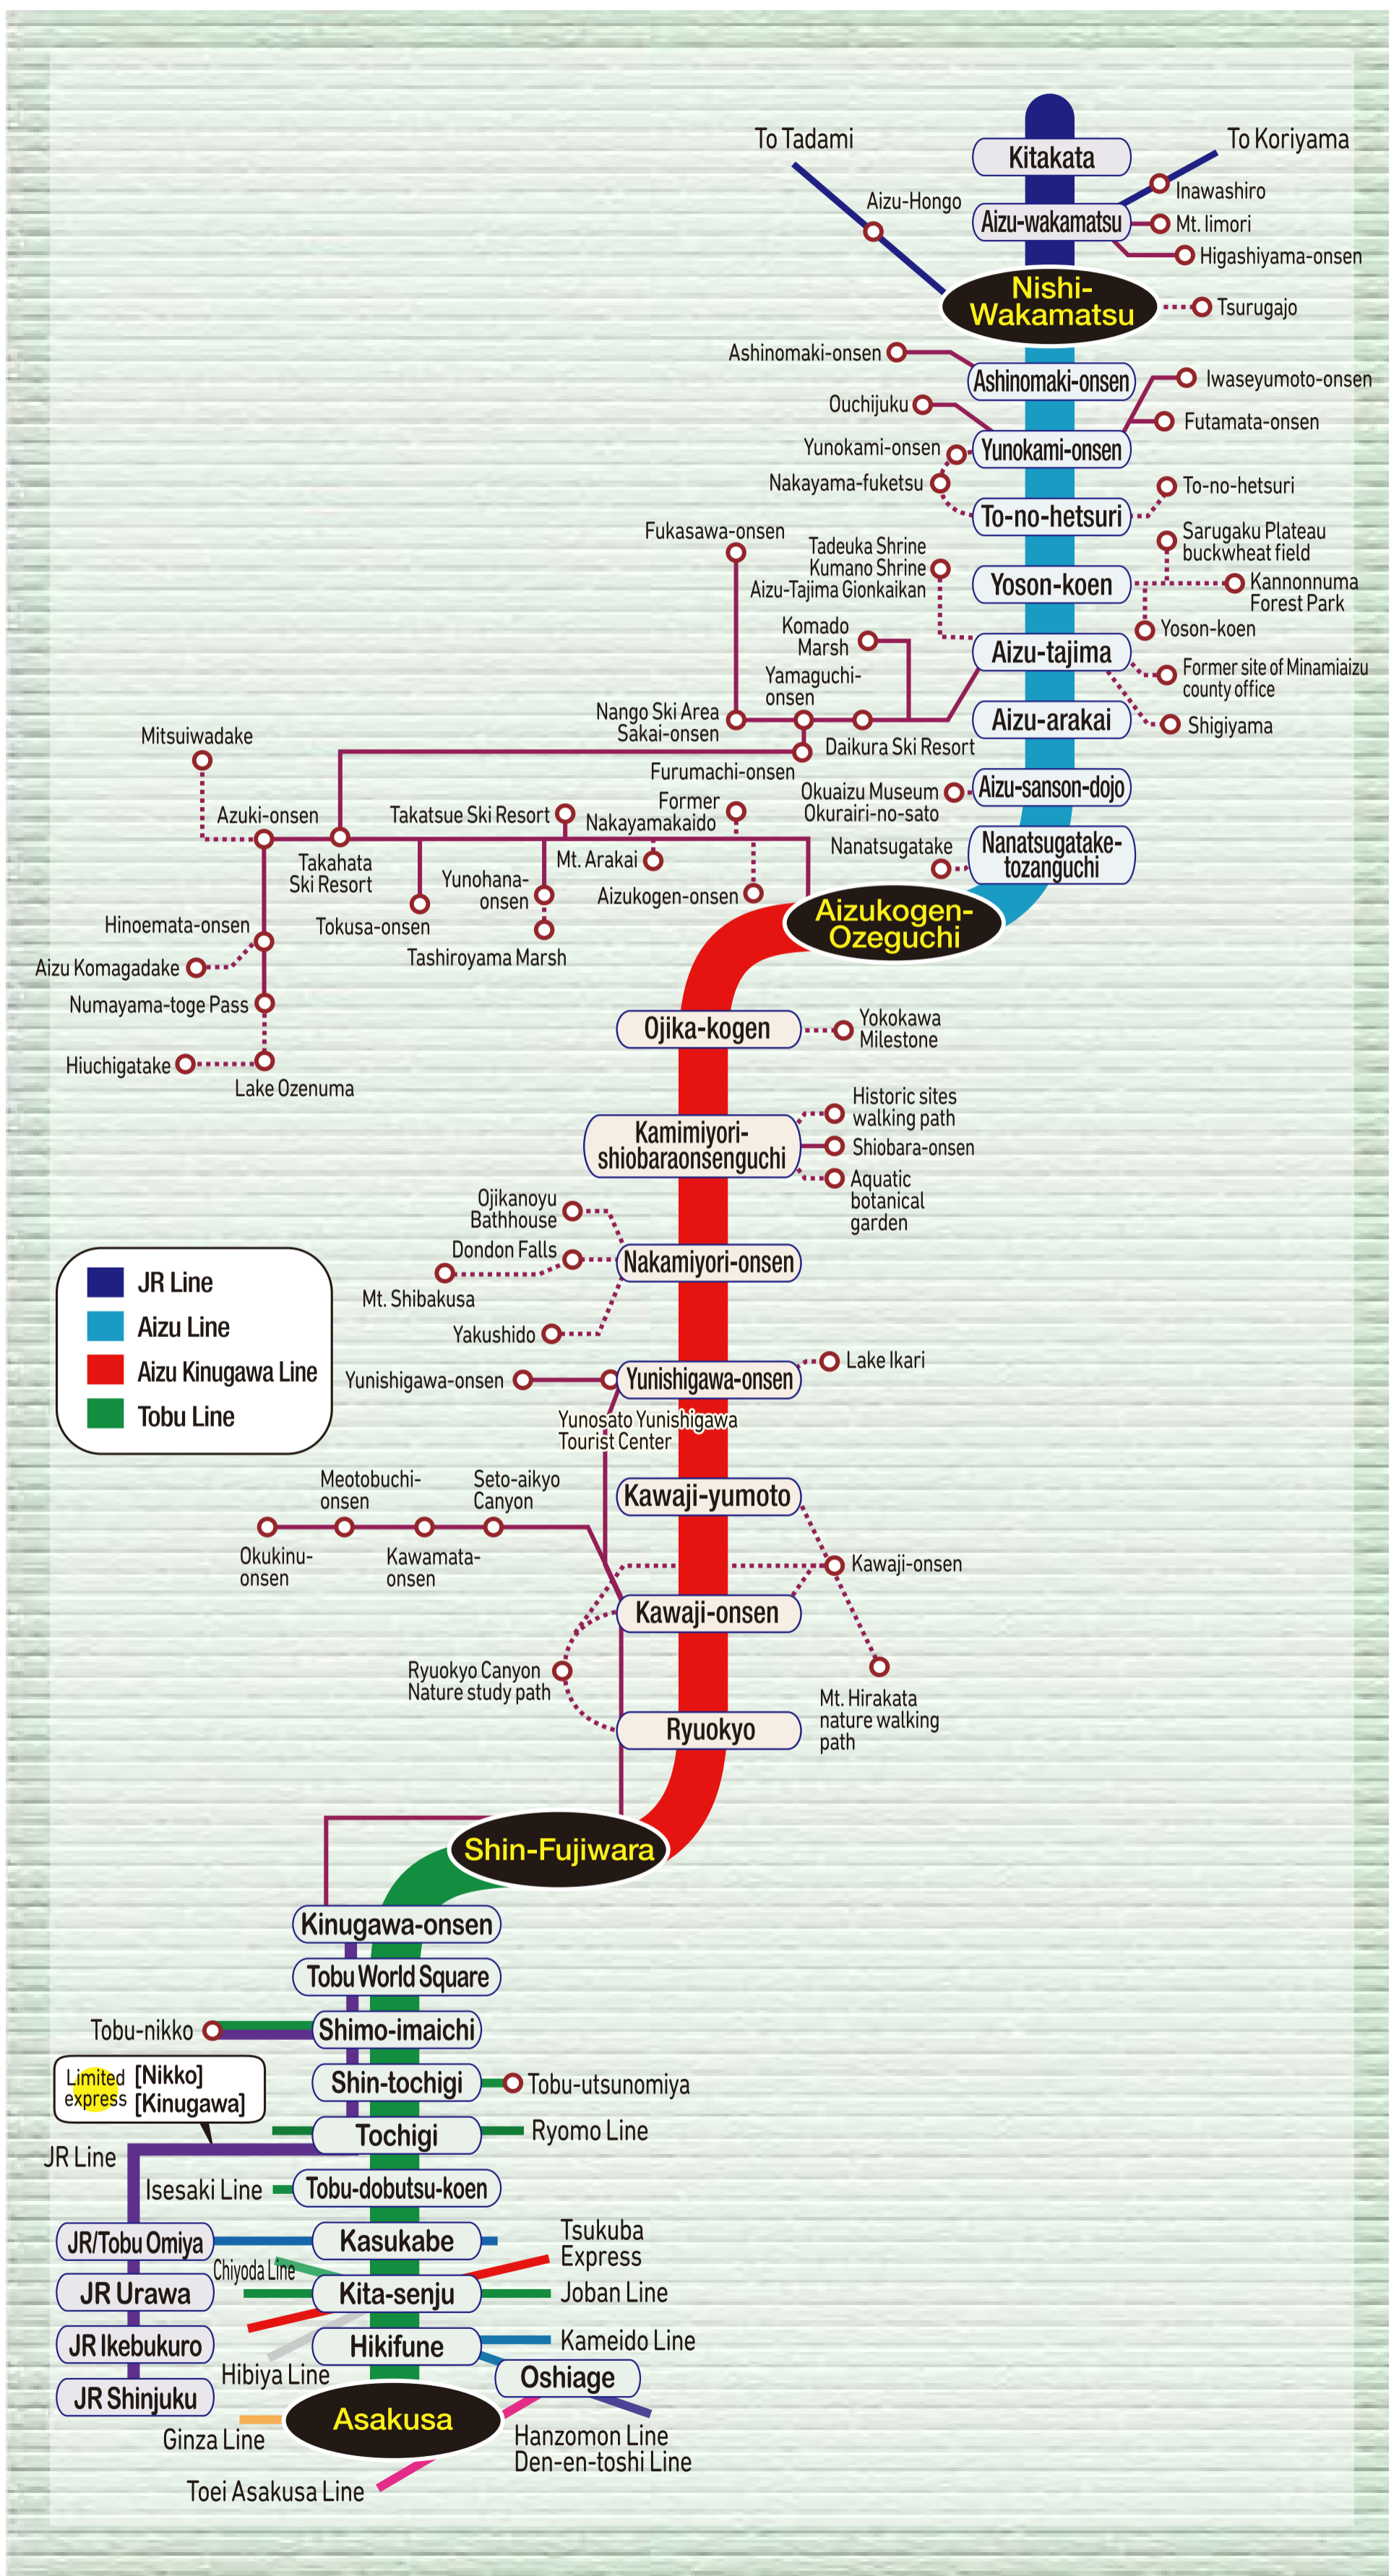 To Tadami
To Koriyama
Kitakata
Inawashiro
Aizu-Hongo
Aizu-wakamatsu
Mt. Iimori
Higashiyama-onsen
Nishi-
Wakamatsu
Tsurugajo
Ashinomaki-onsen
Ashinomaki-onsen
Iwaseyumoto-onsen
Ouchijuku
Futamata-onsen
Yunokami-onsen
Yunokami-onsen
Nakayama-fuketsu
To-no-hetsuri
To-no-hetsuri
Fukasawa-onsen
Sarugaku Plateau
buckwheat field
Tadeuka Shrine
Kumano Shrine
Aizu-Tajima Gionkaikan
Yoson-koen
Kannonnuma
Forest Park
Yoson-koen
Komado
Marsh
Aizu-tajima
Former site of Minamiaizu
county office
Yamaguchi-
onsen
Nango Ski Area
Sakai-onsen
Aizu-arakai
Shigiyama
Mitsuiwadake
Daikura Ski Resort
Furumachi-onsen
Okuaizu Museum
Okurairi-no-sato
Aizu-sanson-dojo
Azuki-onsen
Takatsue Ski Resort
Former
Nakayamakaido
Nanatsugatake
Nanatsugatake-
tozanguchi
Takahata
Ski Resort
Mt. Arakai
Yunohana-
onsen
Aizukogen-onsen
Tokusa-onsen
Hinoemata-onsen
Aizukogen-
Ozeguchi
Tashiroyama Marsh
Aizu Komagadake
Numayama-toge Pass
Ojika-kogen
Yokokawa
Milestone
Hiuchigatake
Lake Ozenuma
Historic sites
walking path
Kamimiyori-
shiobaraonsenguchi
Shiobara-onsen
Aquatic
botanical
garden
Ojikanoyu
Bathhouse
Dondon Falls
Nakamiyori-onsen
Mt. Shibakusa
Yakushido
JR Line
Aizu Line
Aizu Kinugawa Line
Tobu Line
Lake Ikari
Yunishigawa-onsen
Yunishigawa-onsen
Yunosato Yunishigawa
Tourist Center
Meotobuchi-
onsen
Seto-aikyo
Canyon
Kawaji-yumoto
Okukinu-
onsen
Kawamata-
onsen
Kawaji-onsen
Kawaji-onsen
Ryuokyo Canyon
Nature study path
Mt. Hirakata
nature walking
path
Ryuokyo
Shin-Fujiwara
Kinugawa-onsen
Tobu World Square
Tobu-nikko
Shimo-imaichi
Limited
express
[Nikko]
[Kinugawa]
Shin-tochigi
Tobu-utsunomiya
Tochigi
Ryomo Line
JR Line
Isesaki Line
Tobu-dobutsu-koen
JR/Tobu Omiya
Kasukabe
Tsukuba
Express
Chiyoda Line
JR Urawa
Kita-senju
Joban Line
JR Ikebukuro
Hikifune
Kameido Line
Hibiya Line
Oshiage
JR Shinjuku
Asakusa
Ginza Line
Hanzomon Line
Den-en-toshi Line
Toei Asakusa Line